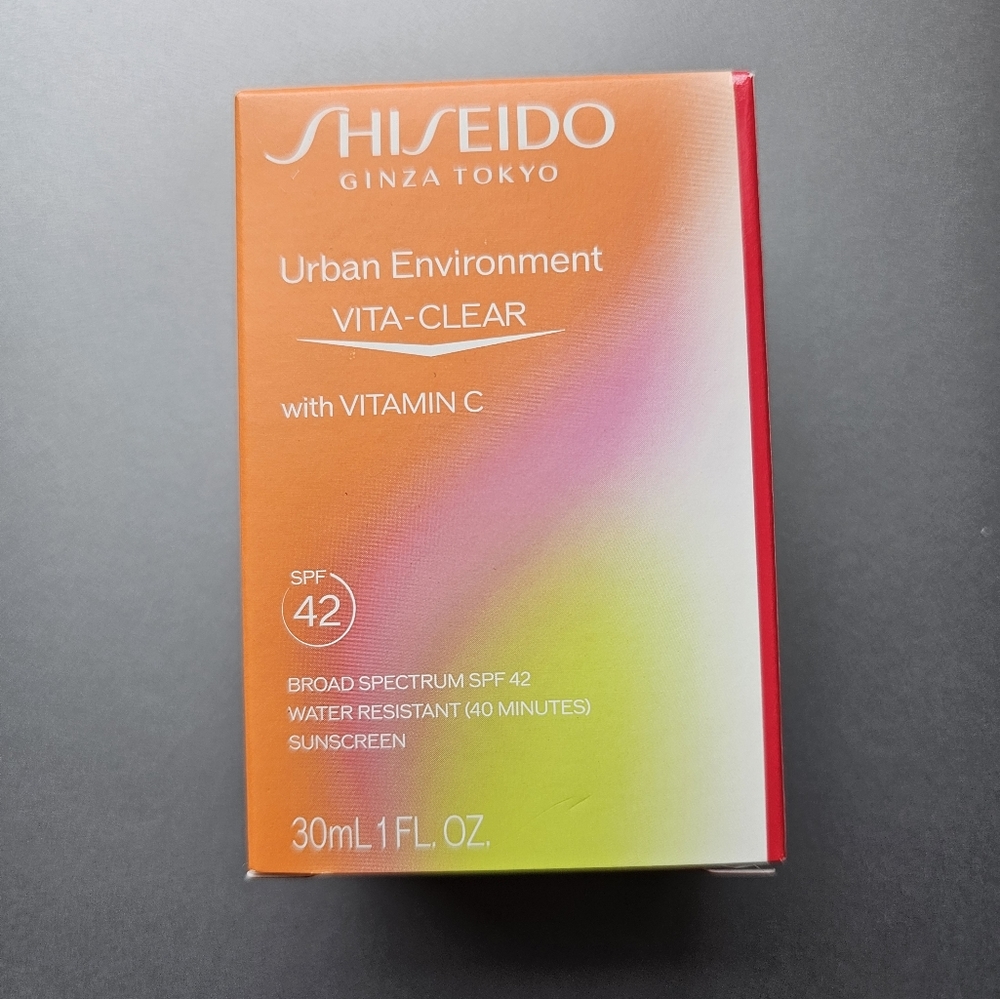 SHISEIDO
GINZA TOKYO
Urban Environment
VITA-CLEAR
with VITAMIN C
SPF
42
BROAD SPECTRUM SPF 42
WATER RESISTANT (40 MINUTES)
SUNSCREEN
30mL 1 FL. OZ.